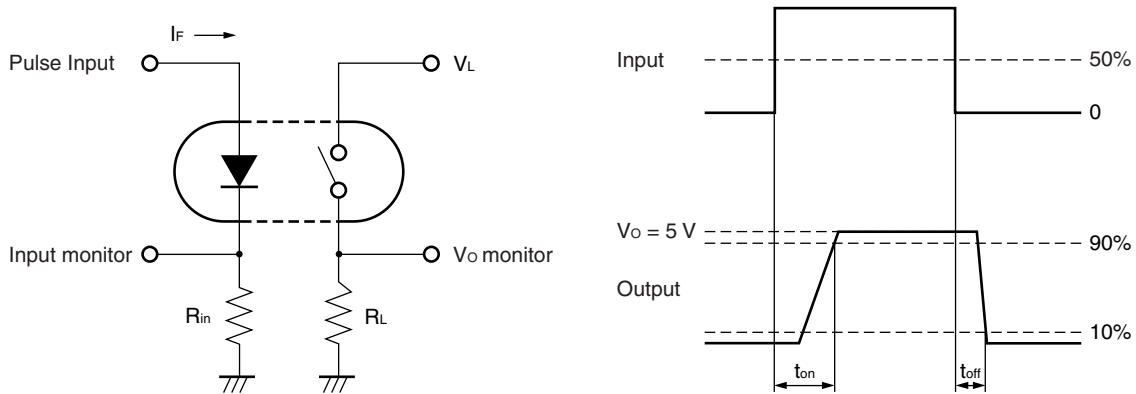 IF
Pulse Input
VL
Input monitor
VO monitor
Rin
RL
Input
50%
0
VO = 5 V
90%
Output
10%
ton
toff